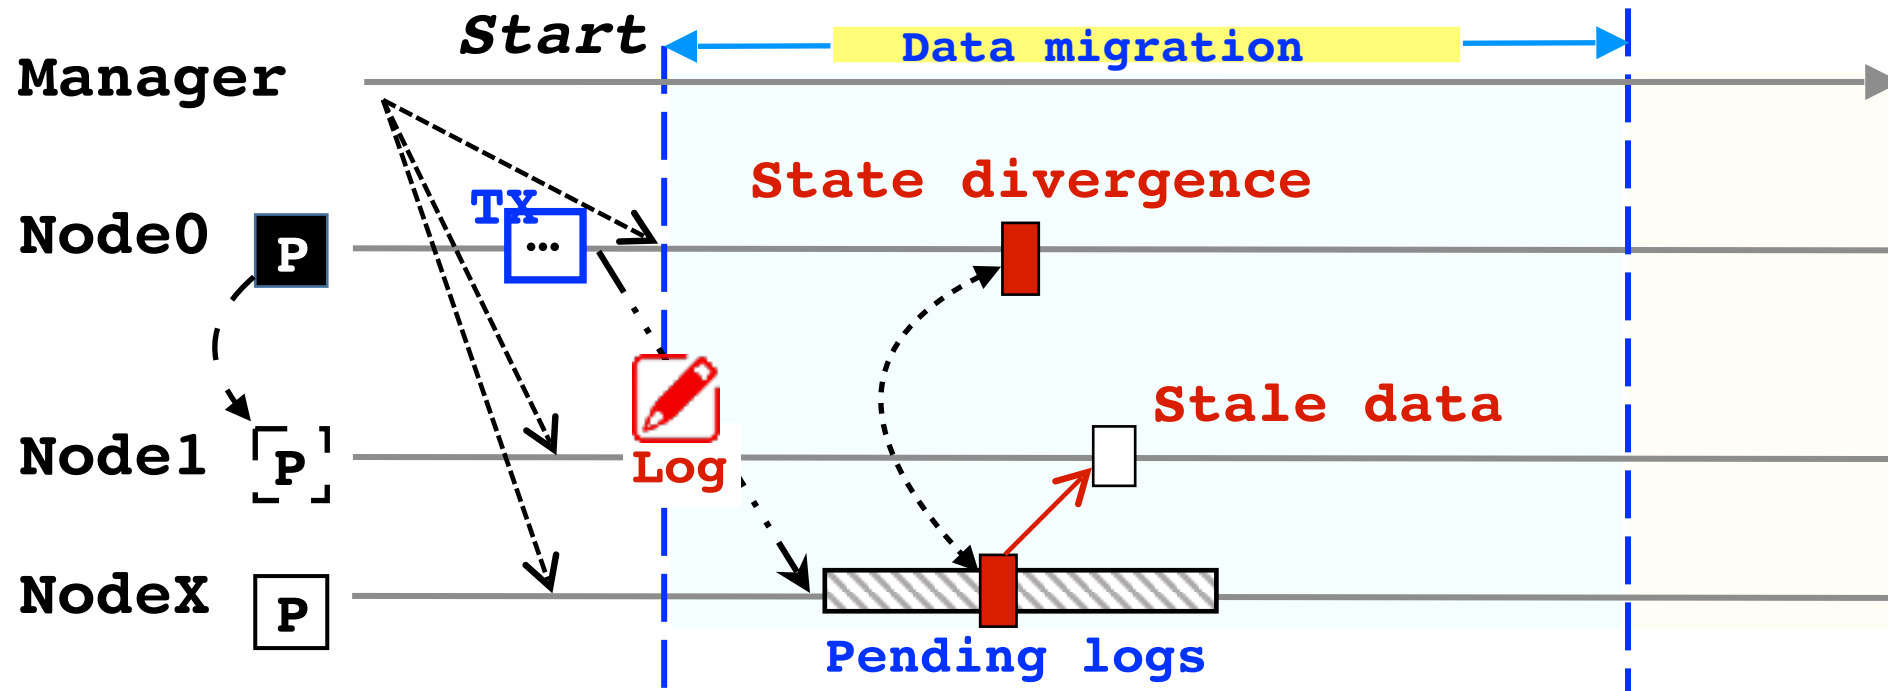 Start
Data migration
Manager
State divergence
TX
Node0
P
...
Stale data
Node1
P
Log
NodeX
P
Pending logs